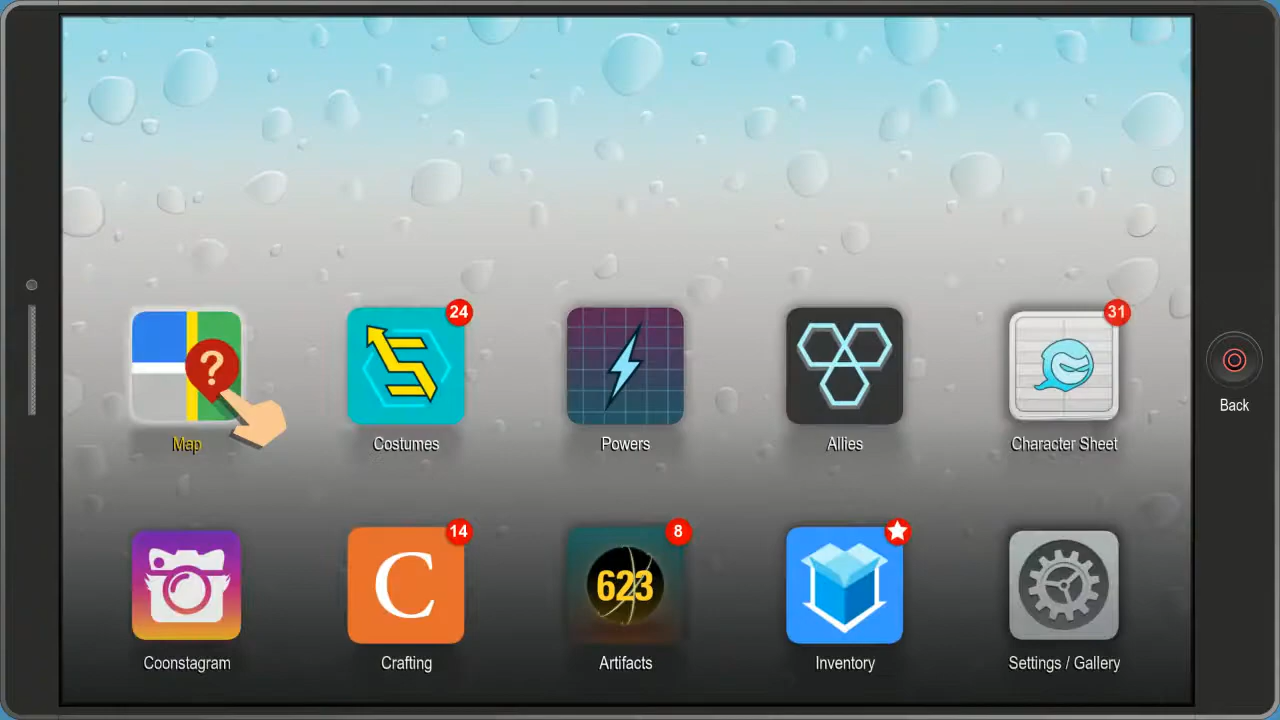 24
31
?
Map
Costumes
Powers
Allies
Character Sheet
Back
14
8
C
623
Coonstagram
Crafting
Artifacts
Inventory
Settings / Gallery